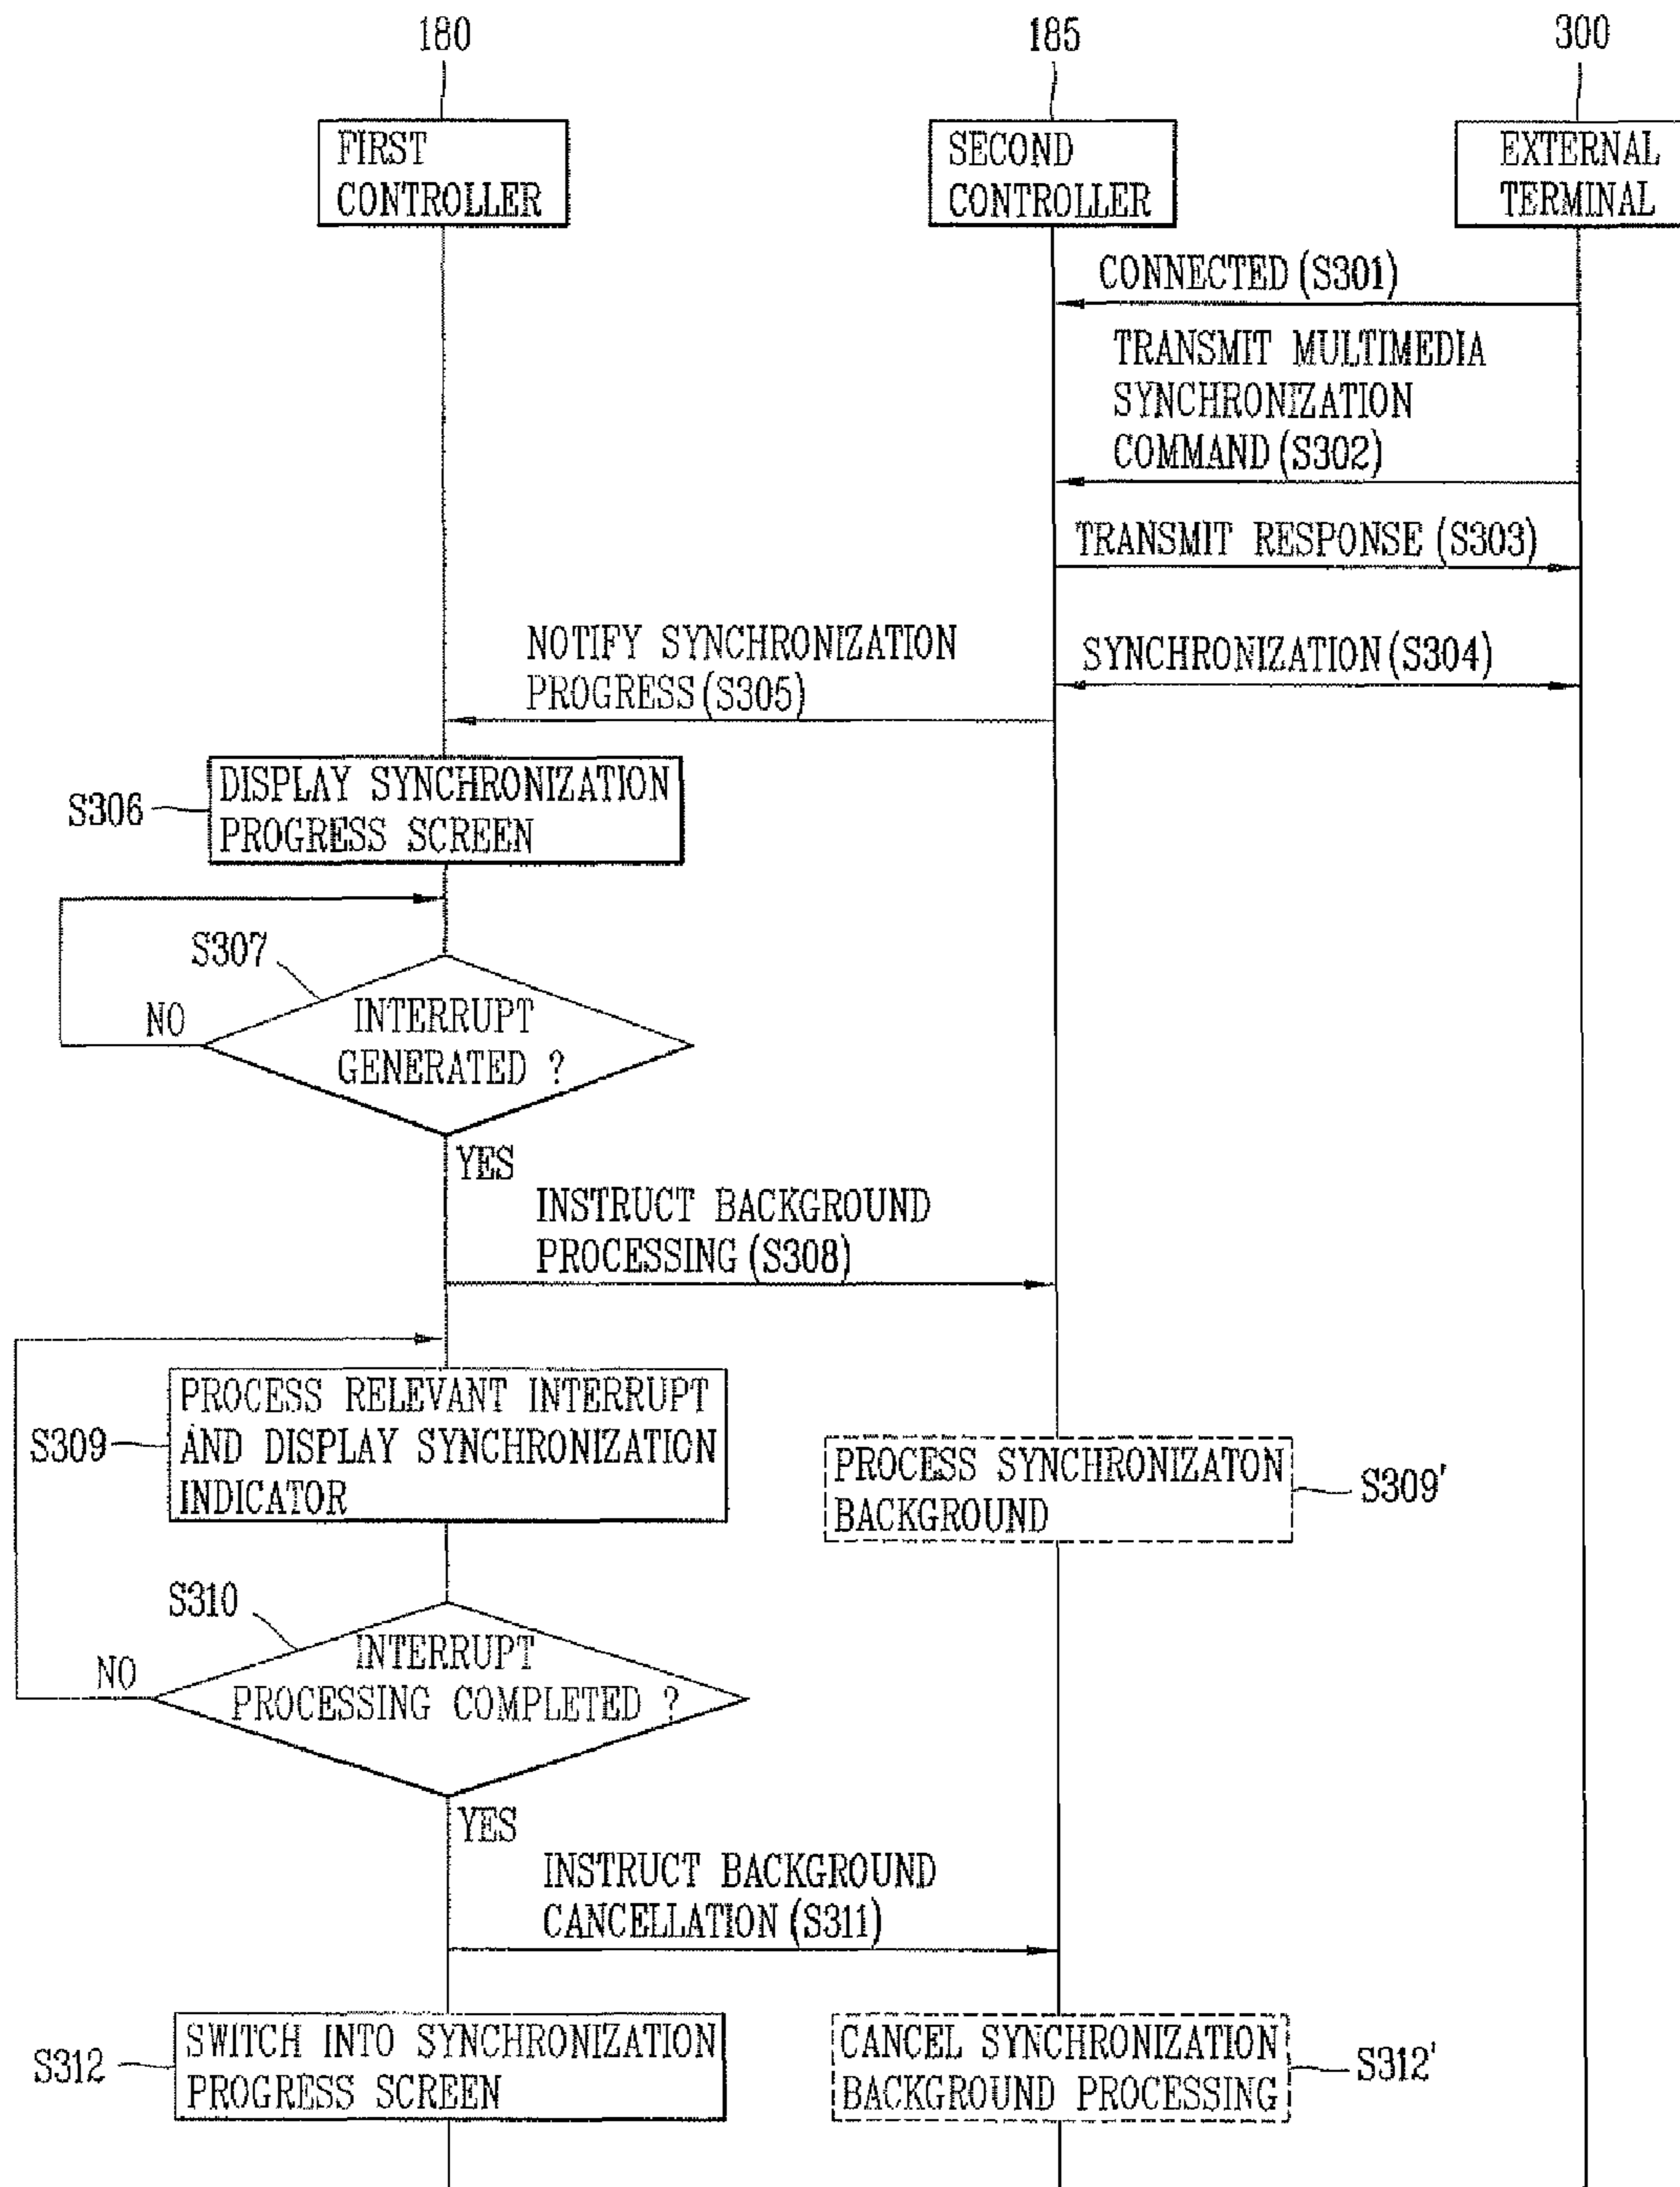 180
185
300
FIRST
CONTROLLER
SECOND
CONTROLLER
EXTERNAL
TERMINAL
CONNECTED (S301)
TRANSMIT MULTIMEDIA
SYNCHRONIZATION
COMMAND (S302)
TRANSMIT RESPONSE (S303)
NOTIFY SYNCHRONIZATION
PROGRESS (S305)
SYNCHRONIZATION (S304)
S306
DISPLAY SYNCHRONIZATION
PROGRESS SCREEN
S307
NO
INTERRUPT
GENERATED ?
YES
INSTRUCT BACKGROUND
PROCESSING (S308)
S309
PROCESS RELEVANT INTERRUPT
AND DISPLAY SYNCHRONIZATION
INDICATOR
PROCESS SYNCHRONIZATON
BACKGROUND
S309'
S310
NO
INTERRUPT
PROCESSING COMPLETED ?
YES
INSTRUCT BACKGROUND
CANCELLATION (S311)
S312
SWITCH INTO SYNCHRONIZATION
PROGRESS SCREEN
CANCEL SYNCHRONIZATION
BACKGROUND PROCESSING
S312'